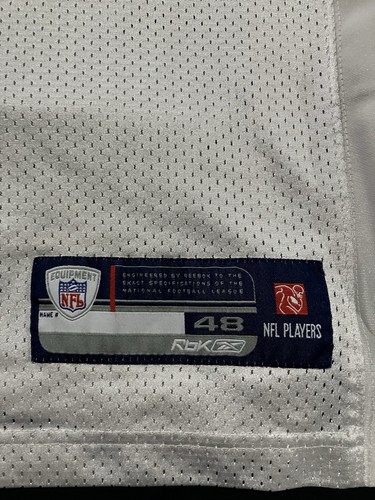 EQUIPMENT
NFL
ENGINEERED BY REEBOK TO THE
EXACT SPECIFICATIONS OF THE
NATIONAL FOOTBALL LEAGUE
NAME #
48
RBK
NFL PLAYERS